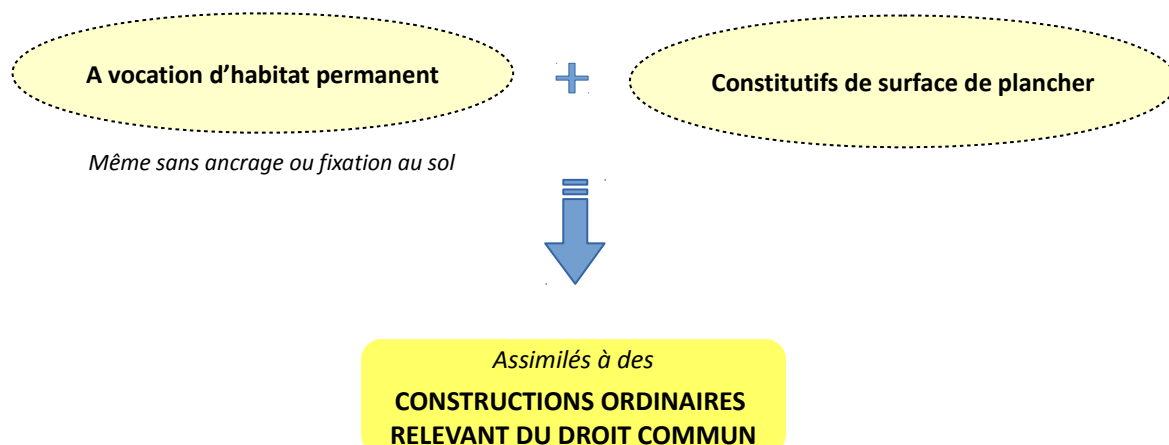 A vocation d’habitat permanent
+
Constitutifs de surface de plancher
Même sans ancrage ou fixation au sol
Assimilés à des
CONSTRUCTIONS ORDINAIRES
RELEVANT DU DROIT COMMUN